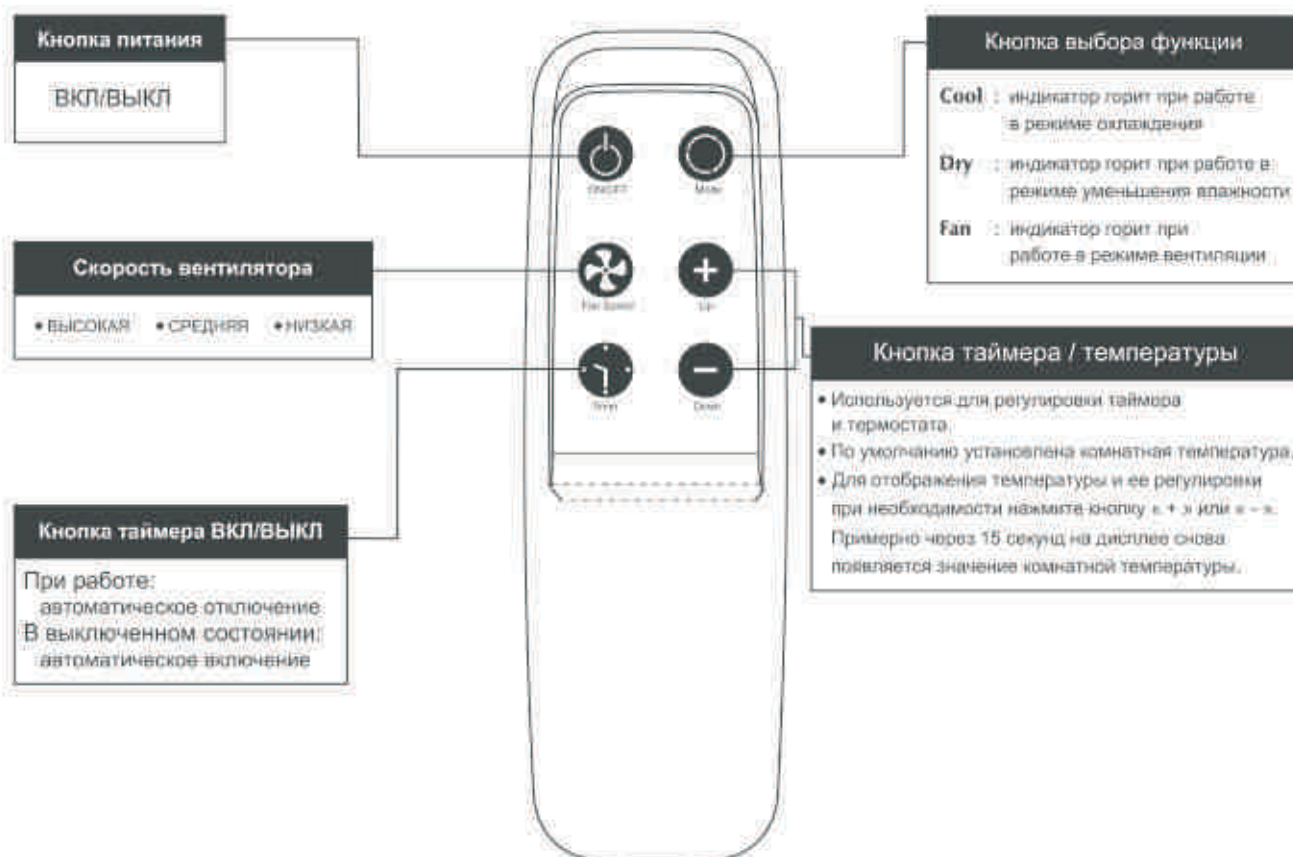 Кнопка питания
ВКЛ/ВЫКЛ
Скорость вентилятора
• ВЫСОКАЯ • СРЕДНЯЯ • НИЗКАЯ
Кнопка таймера ВКЛ/ВЫКЛ
При работе:
автоматическое отключение
В выключенном состоянии:
автоматическое включение
ON/OFF
Mode
Fan Speed
Up
Timer
Down
Кнопка выбора функции
Cool : индикатор горит при работе
в режиме охлаждения
Dry : индикатор горит при работе в
режиме уменьшения влажности
Fan : индикатор горит при
работе в режиме вентиляции
Кнопка таймера / температуры
• Используется для регулировки таймера
и термостата.
• По умолчанию установлена комнатная температура.
• Для отображения температуры и ее регулировки
при необходимости нажмите кнопку « + » или « - ».
Примерно через 15 секунд на дисплее снова
появляется значение комнатной температуры.